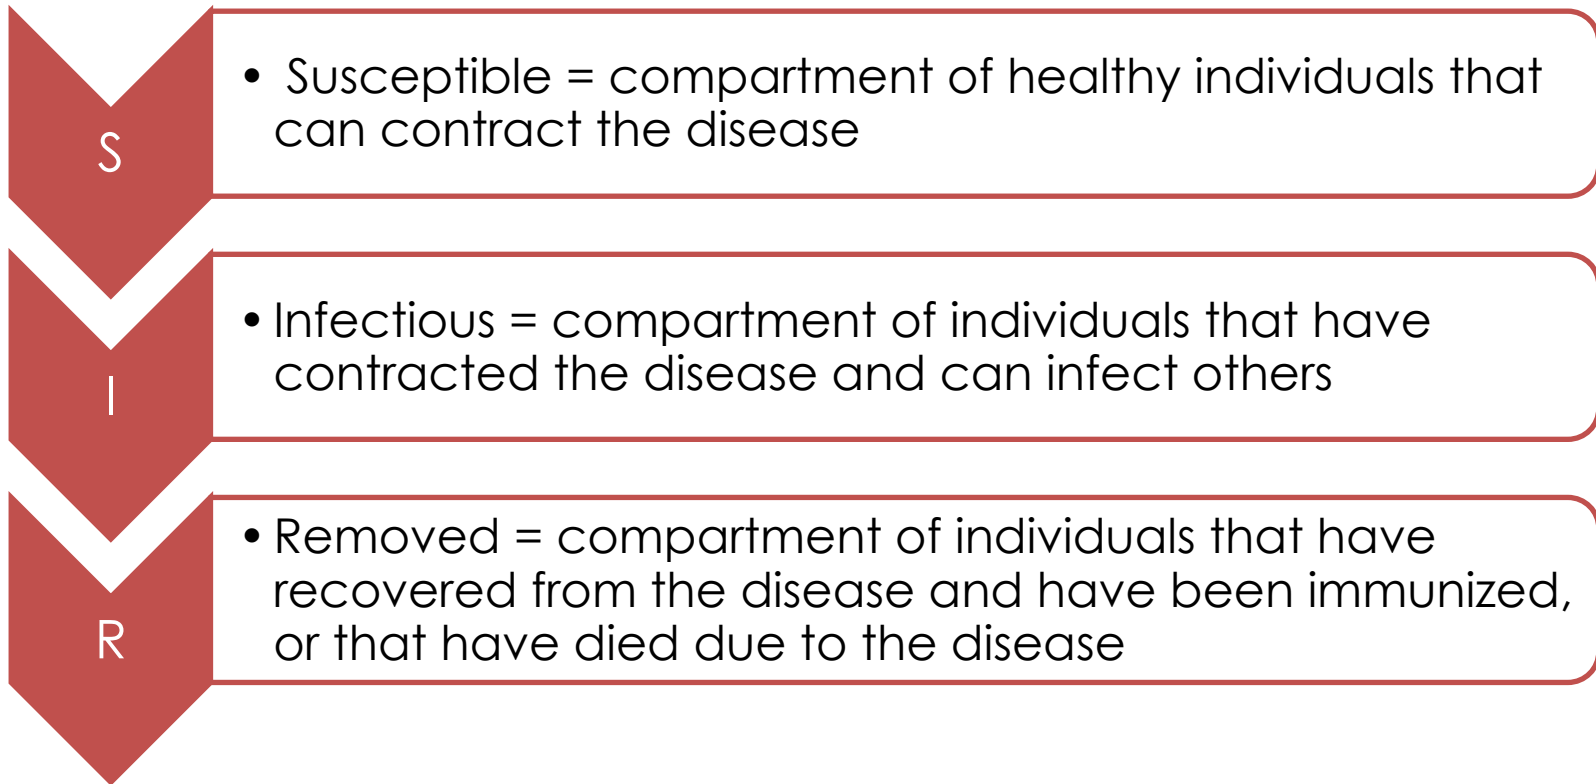 S
• Susceptible = compartment of healthy individuals that
can contract the disease
I
• Infectious = compartment of individuals that have
contracted the disease and can infect others
R
• Removed = compartment of individuals that have
recovered from the disease and have been immunized,
or that have died due to the disease